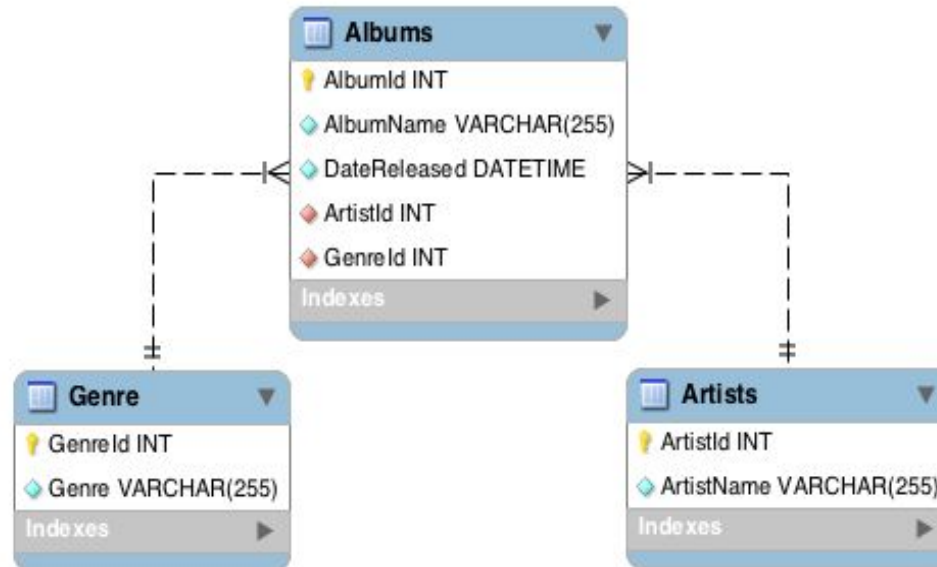 Albums
AlbumId INT
AlbumName VARCHAR(255)
DateReleased DATETIME
ArtistId INT
GenreId INT
Indexes
Genre
GenreId INT
Genre VARCHAR(255)
Indexes
Artists
ArtistId INT
ArtistName VARCHAR(255)
Indexes